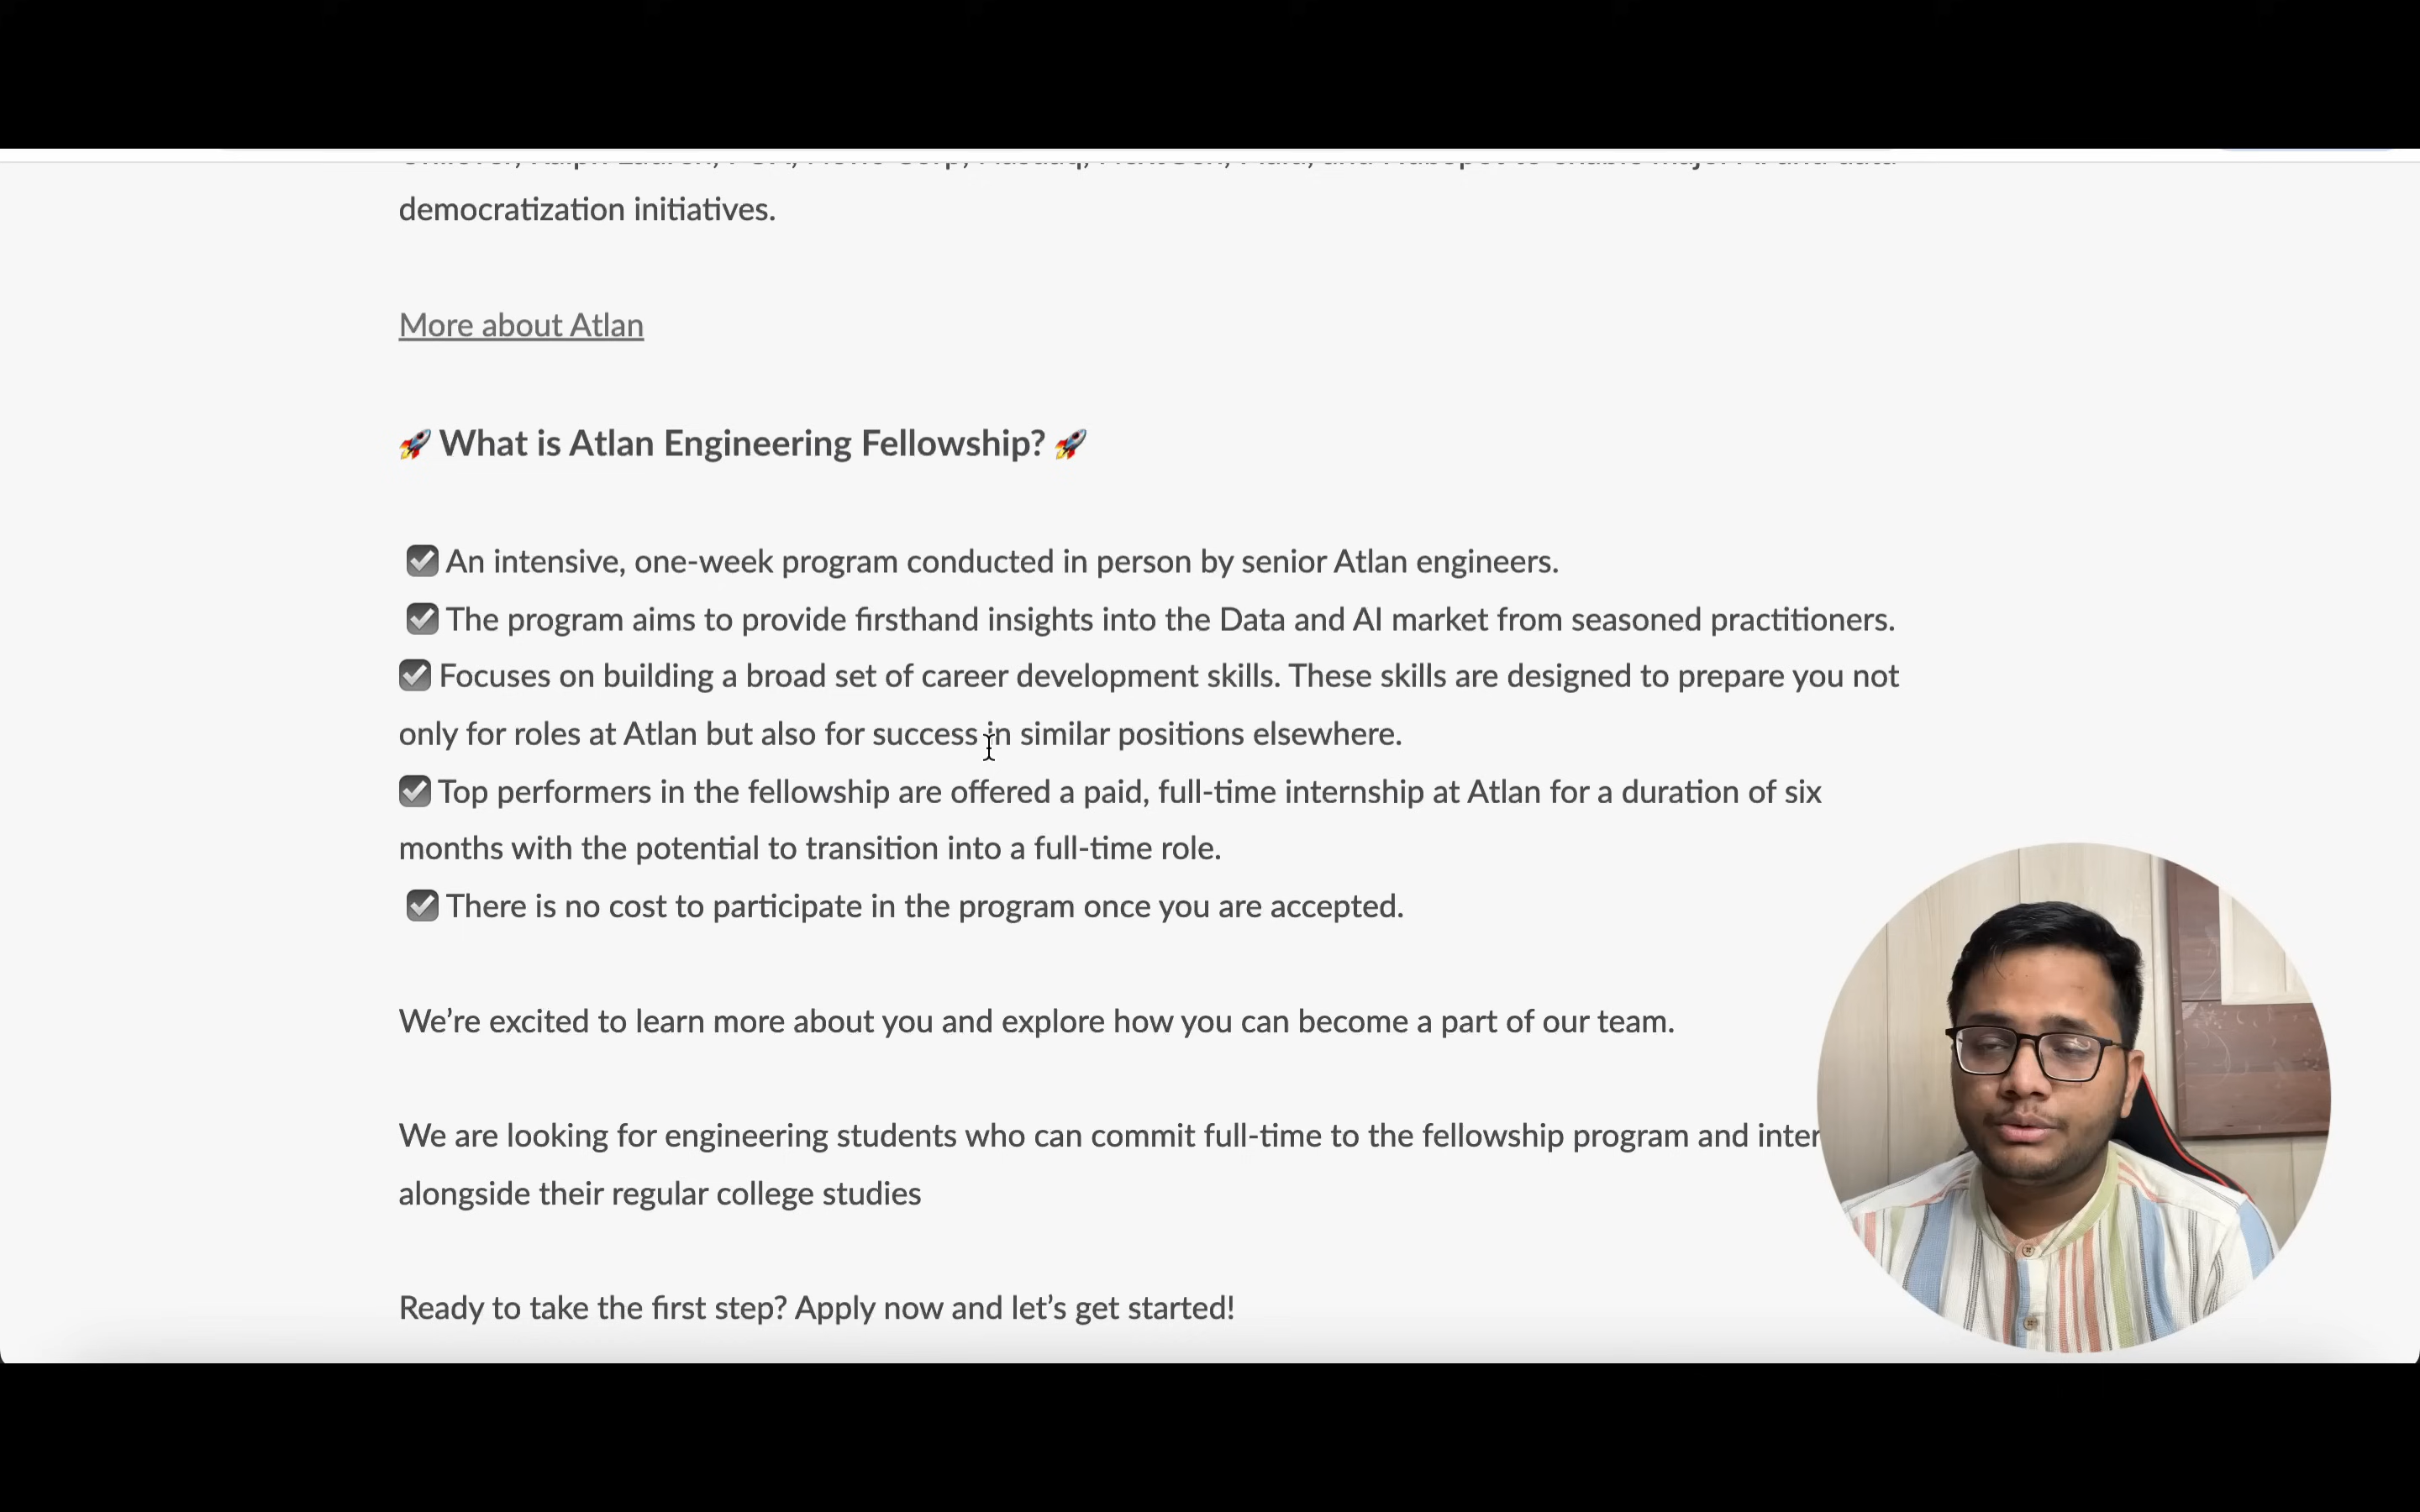 democratization initiatives.
More about Atlan
🚀 What is Atlan Engineering Fellowship? 🚀
☑ An intensive, one-week program conducted in person by senior Atlan engineers.
☑ The program aims to provide firsthand insights into the Data and AI market from seasoned practitioners.
☑ Focuses on building a broad set of career development skills. These skills are designed to prepare you not
only for roles at Atlan but also for success in similar positions elsewhere.
☑ Top performers in the fellowship are offered a paid, full-time internship at Atlan for a duration of six
months with the potential to transition into a full-time role.
☑ There is no cost to participate in the program once you are accepted.
We’re excited to learn more about you and explore how you can become a part of our team.
We are looking for engineering students who can commit full-time to the fellowship program and inter
alongside their regular college studies
Ready to take the first step? Apply now and let’s get started!